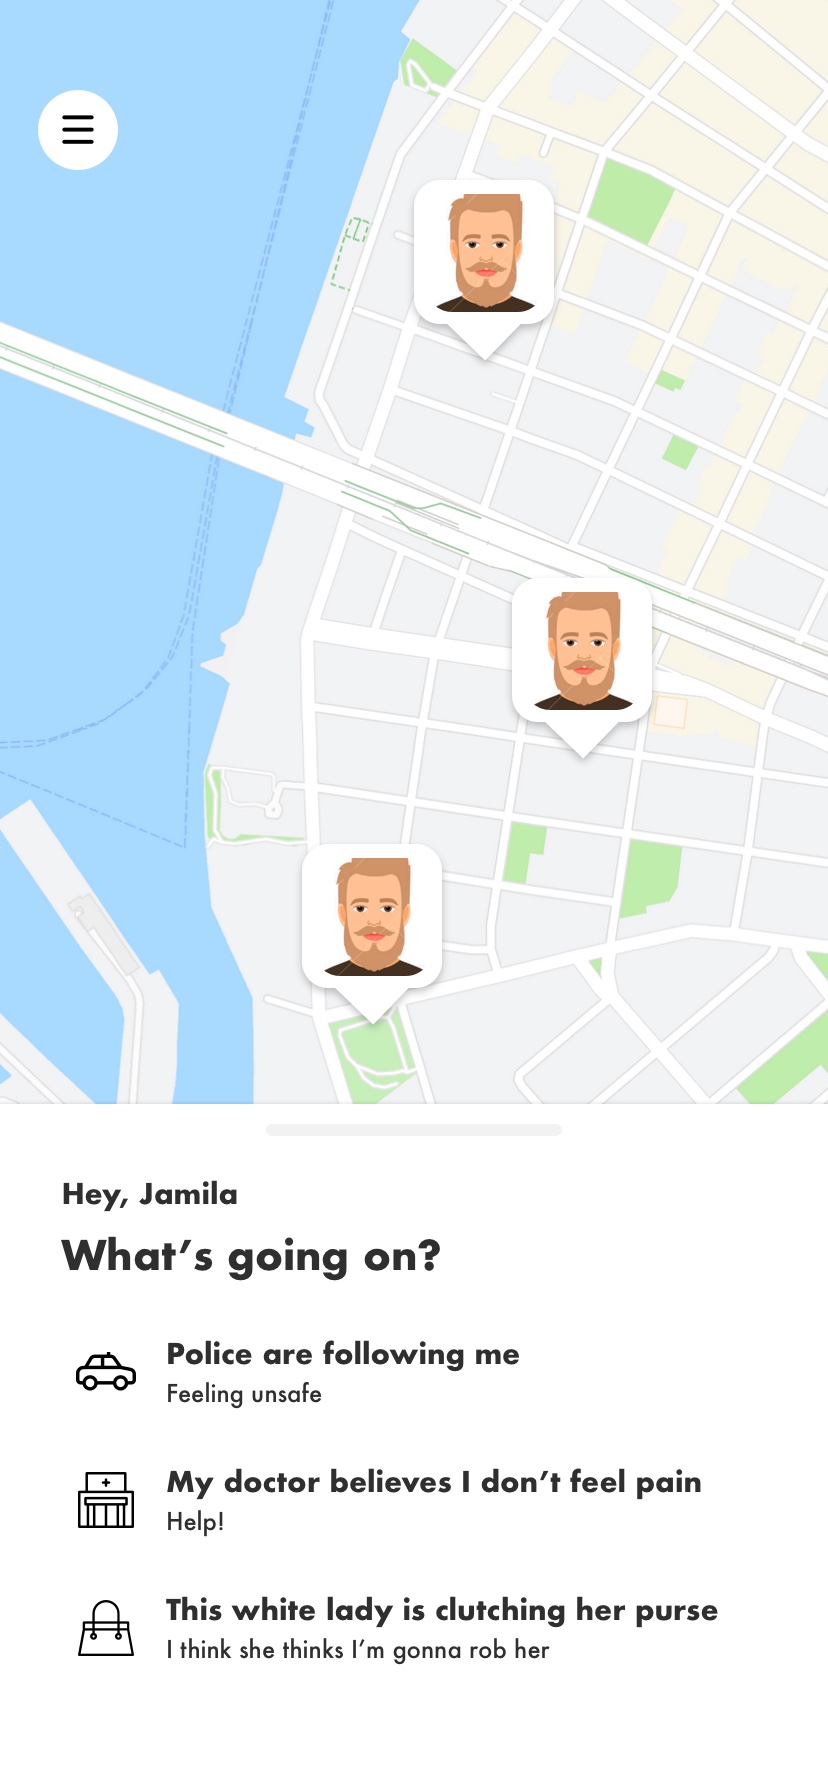 Hey, Jamila
What’s going on?
Police are following me
Feeling unsafe
My doctor believes I don’t feel pain
Help!
This white lady is clutching her purse
I think she thinks I’m gonna rob her